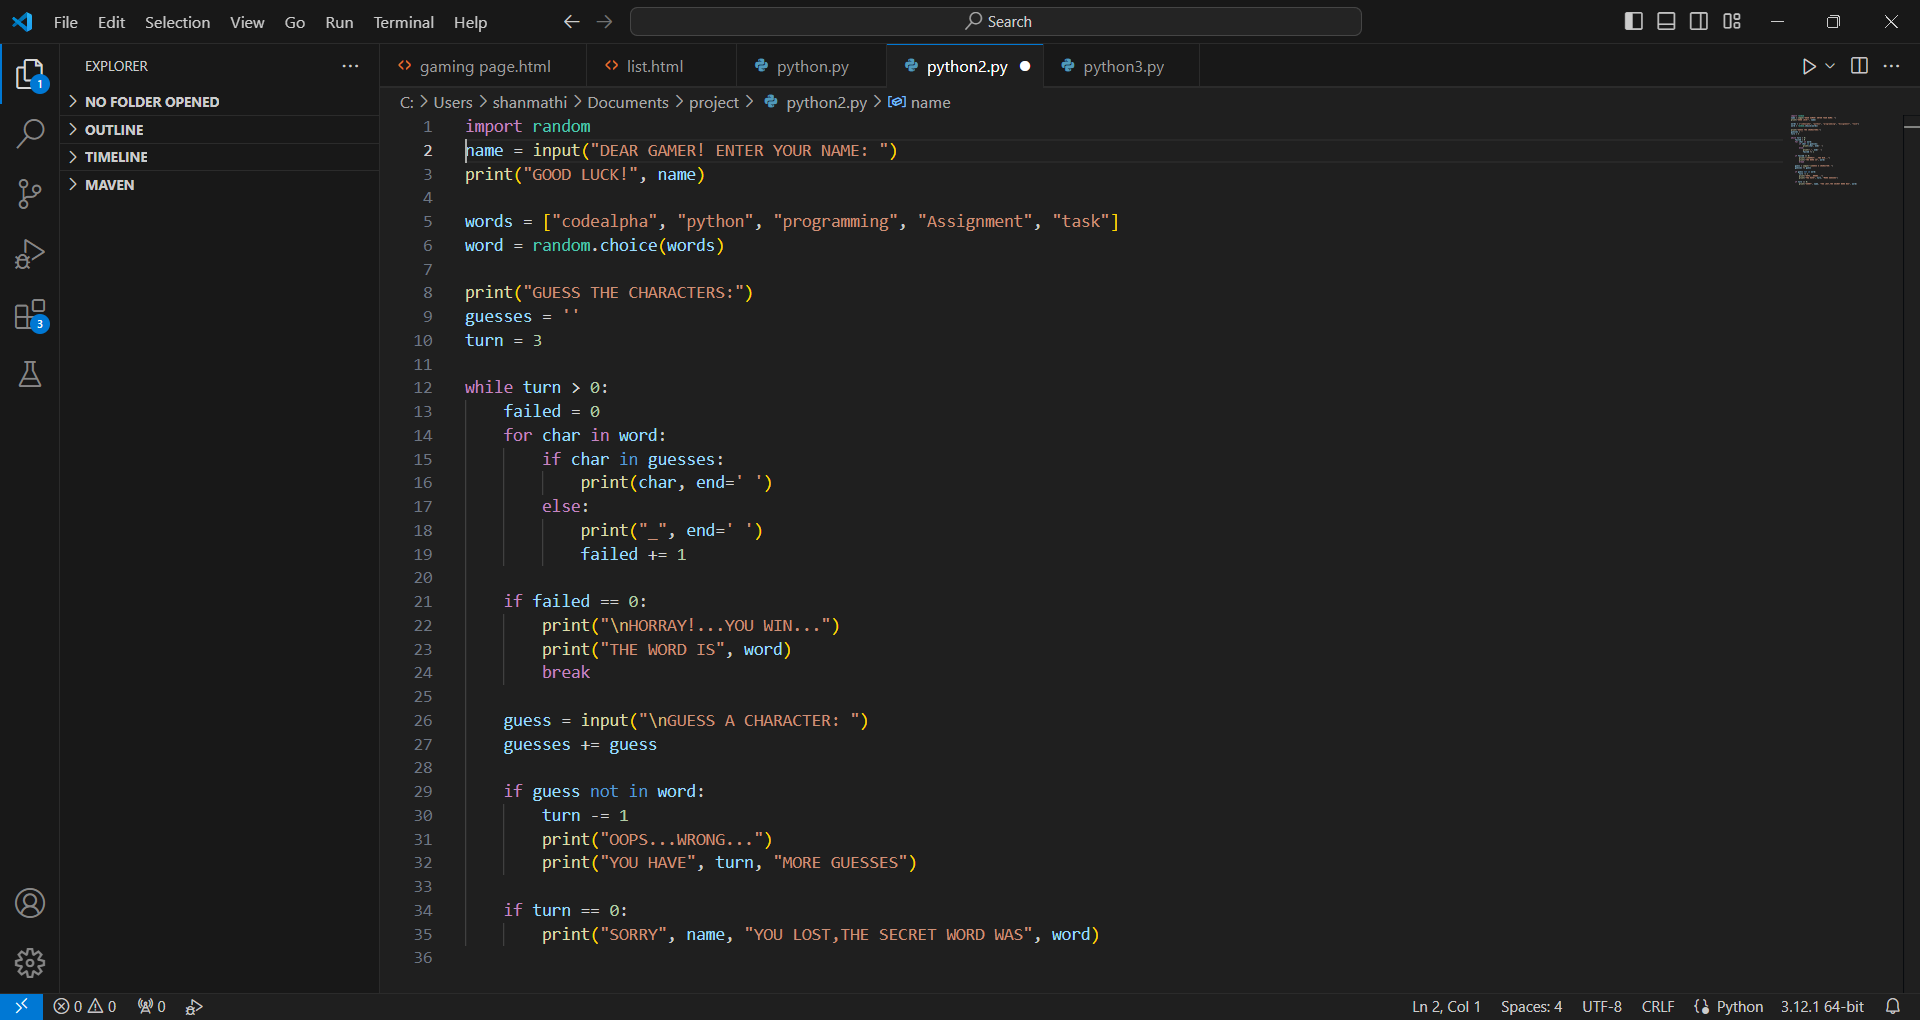 File Edit Selection View Go Run Terminal Help
Search
EXPLORER
1
NO FOLDER OPENED
OUTLINE
TIMELINE
MAVEN
3
gaming page.html
list.html
python.py
python2.py
python3.py
C: > Users > shanmathi > Documents > project > python2.py > name
1 import random
2 name = input("DEAR GAMER! ENTER YOUR NAME: ")
3 print("GOOD LUCK!", name)
4
5 words = ["codealpha", "python", "programming", "Assignment", "task"]
6 word = random.choice(words)
7
8 print("GUESS THE CHARACTERS:")
9 guesses = ''
10 turn = 3
11
12 while turn > 0:
13     failed = 0
14     for char in word:
15         if char in guesses:
16             print(char, end=' ')
17         else:
18             print("_", end=' ')
19             failed += 1
20
21     if failed == 0:
22         print("\nHORRAY!...YOU WIN...")
23         print("THE WORD IS", word)
24         break
25
26     guess = input("\nGUESS A CHARACTER: ")
27     guesses += guess
28
29     if guess not in word:
30         turn -= 1
31         print("OOPS...WRONG...")
32         print("YOU HAVE", turn, "MORE GUESSES")
33
34     if turn == 0:
35         print("SORRY", name, "YOU LOST,THE SECRET WORD WAS", word)
36
0 0 0
Ln 2, Col 1 Spaces: 4 UTF-8 CRLF Python 3.12.1 64-bit